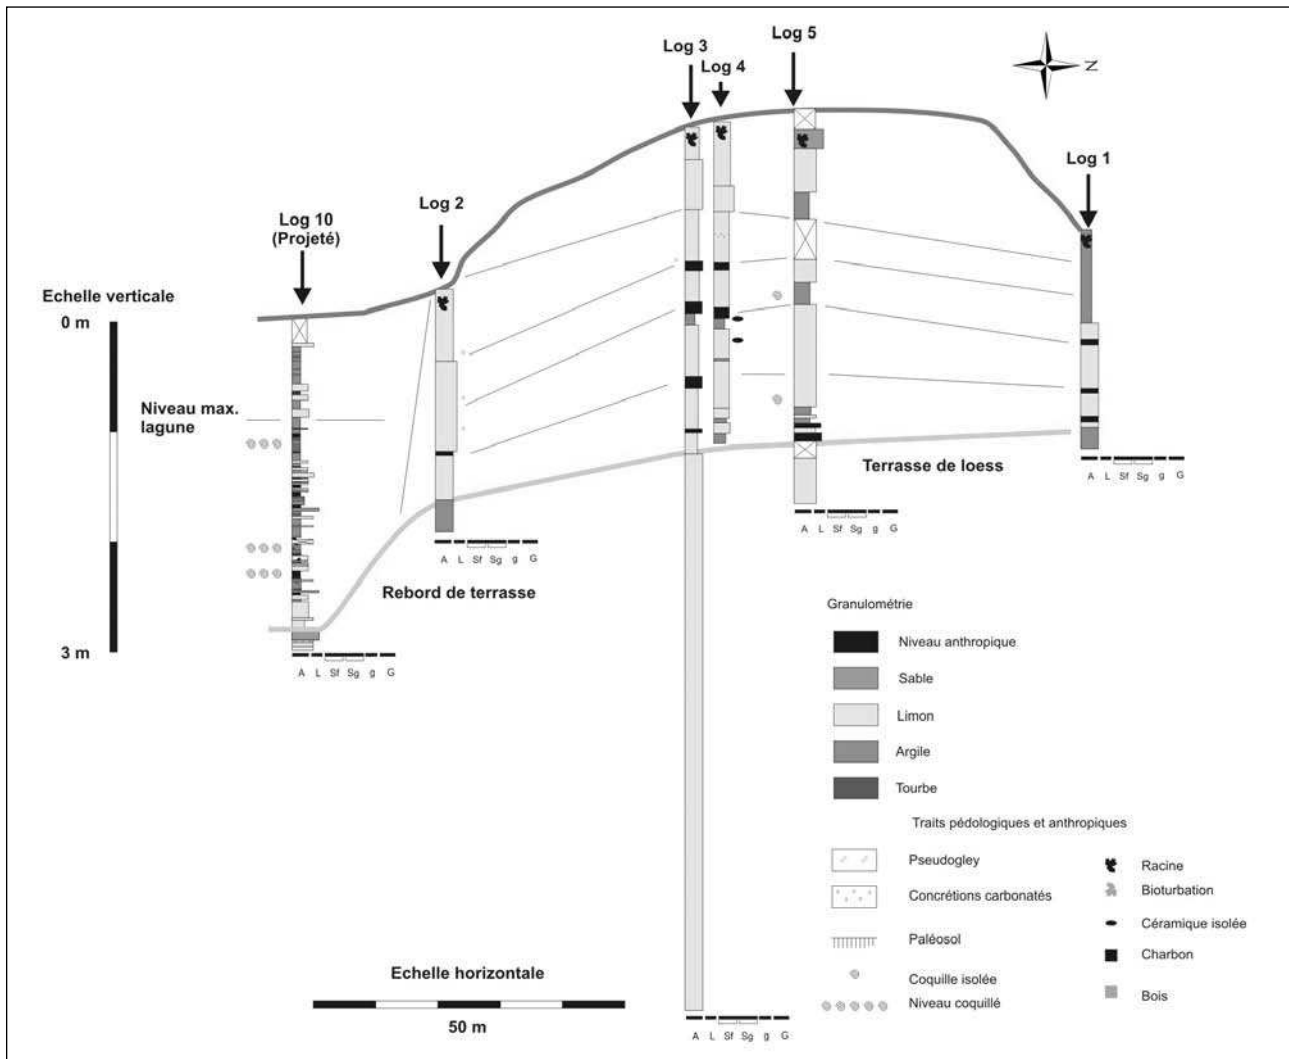 Log 3
Log 5
Log 4
N
Log 1
Log 2
Log 10
(Projeté)
Echelle verticale
0 m
Niveau max.
lagune
Terrasse de loess
A L Sf Sg g G
A L Sf Sg g G
A L Sf Sg g G
Rebord de terrasse
3 m
A L Sf Sg g G
Granulométrie
Niveau anthropique
Sable
Limon
Argile
Tourbe
Traits pédologiques et anthropiques
Pseudogley
Concrétions carbonatés
Paléosol
Coquille isolée
Niveau coquillé
Racine
Bioturbation
Céramique isolée
Charbon
Bois
Echelle horizontale
50 m
A L Sf Sg g G